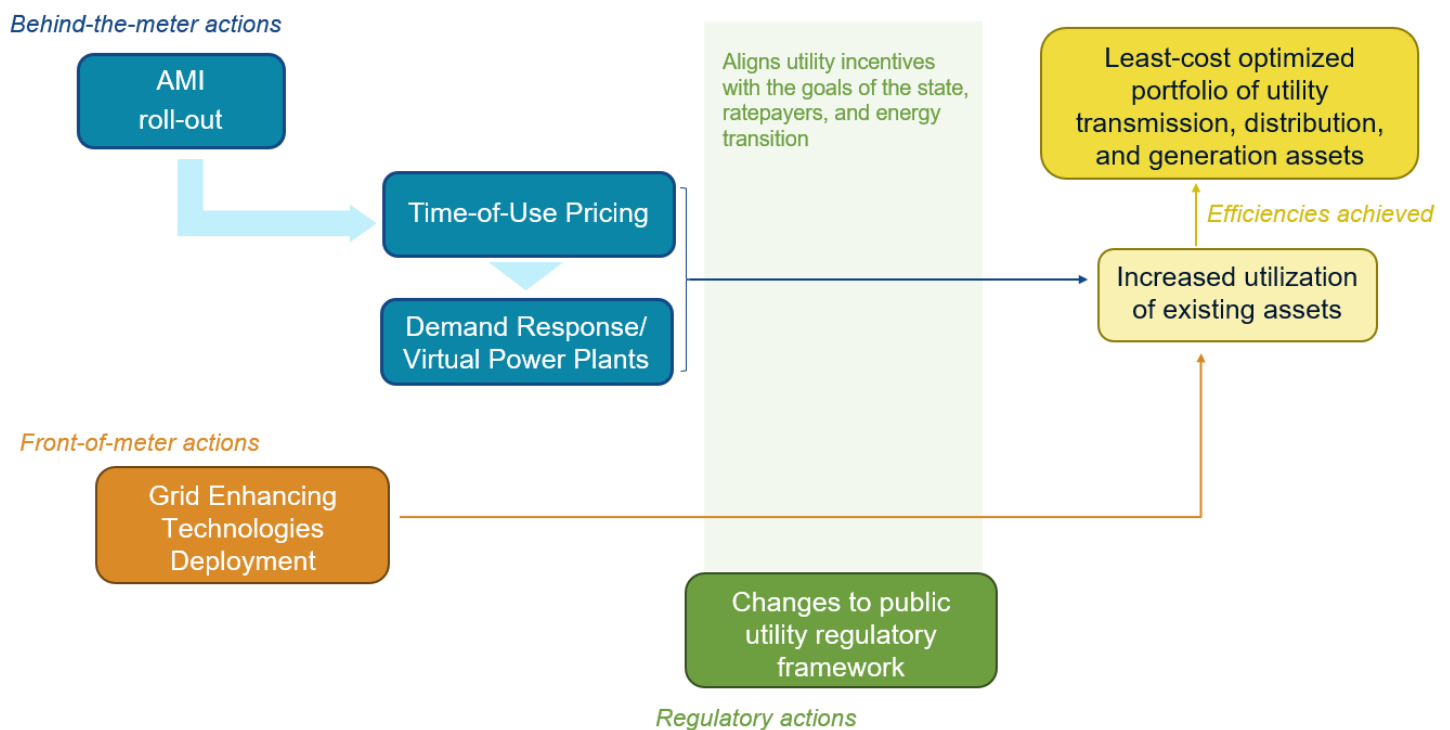 Behind-the-meter actions
AMI
roll-out
Aligns utility incentives
with the goals of the state,
ratepayers, and energy
transition
Least-cost optimized
portfolio of utility
transmission, distribution,
and generation assets
Time-of-Use Pricing
Efficiencies achieved
Increased utilization
of existing assets
Demand Response/
Virtual Power Plants
Front-of-meter actions
Grid Enhancing
Technologies
Deployment
Changes to public
utility regulatory
framework
Regulatory actions